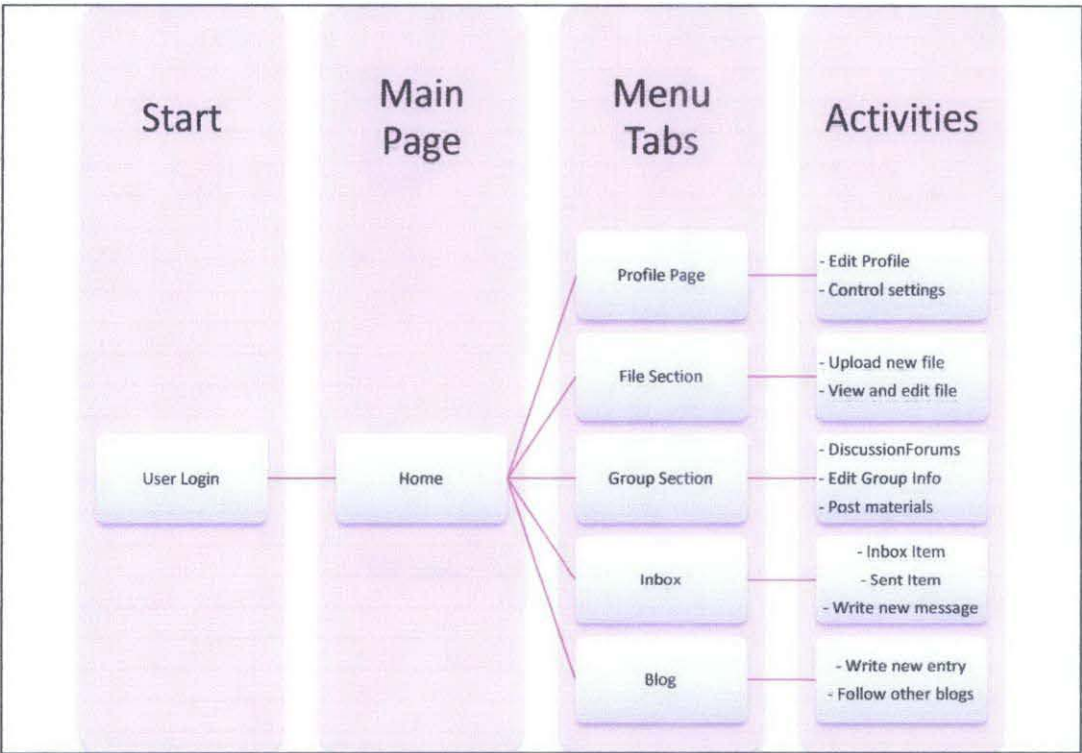 Start
Main
Page
Menu
Tabs
Activities
User Login
Home
Profile Page
- Edit Profile
- Control settings
File Section
- Upload new file
- View and edit file
Group Section
- DiscussionForums
- Edit Group Info
- Post materials
Inbox
- Inbox Item
- Sent Item
- Write new message
Blog
- Write new entry
- Follow other blogs